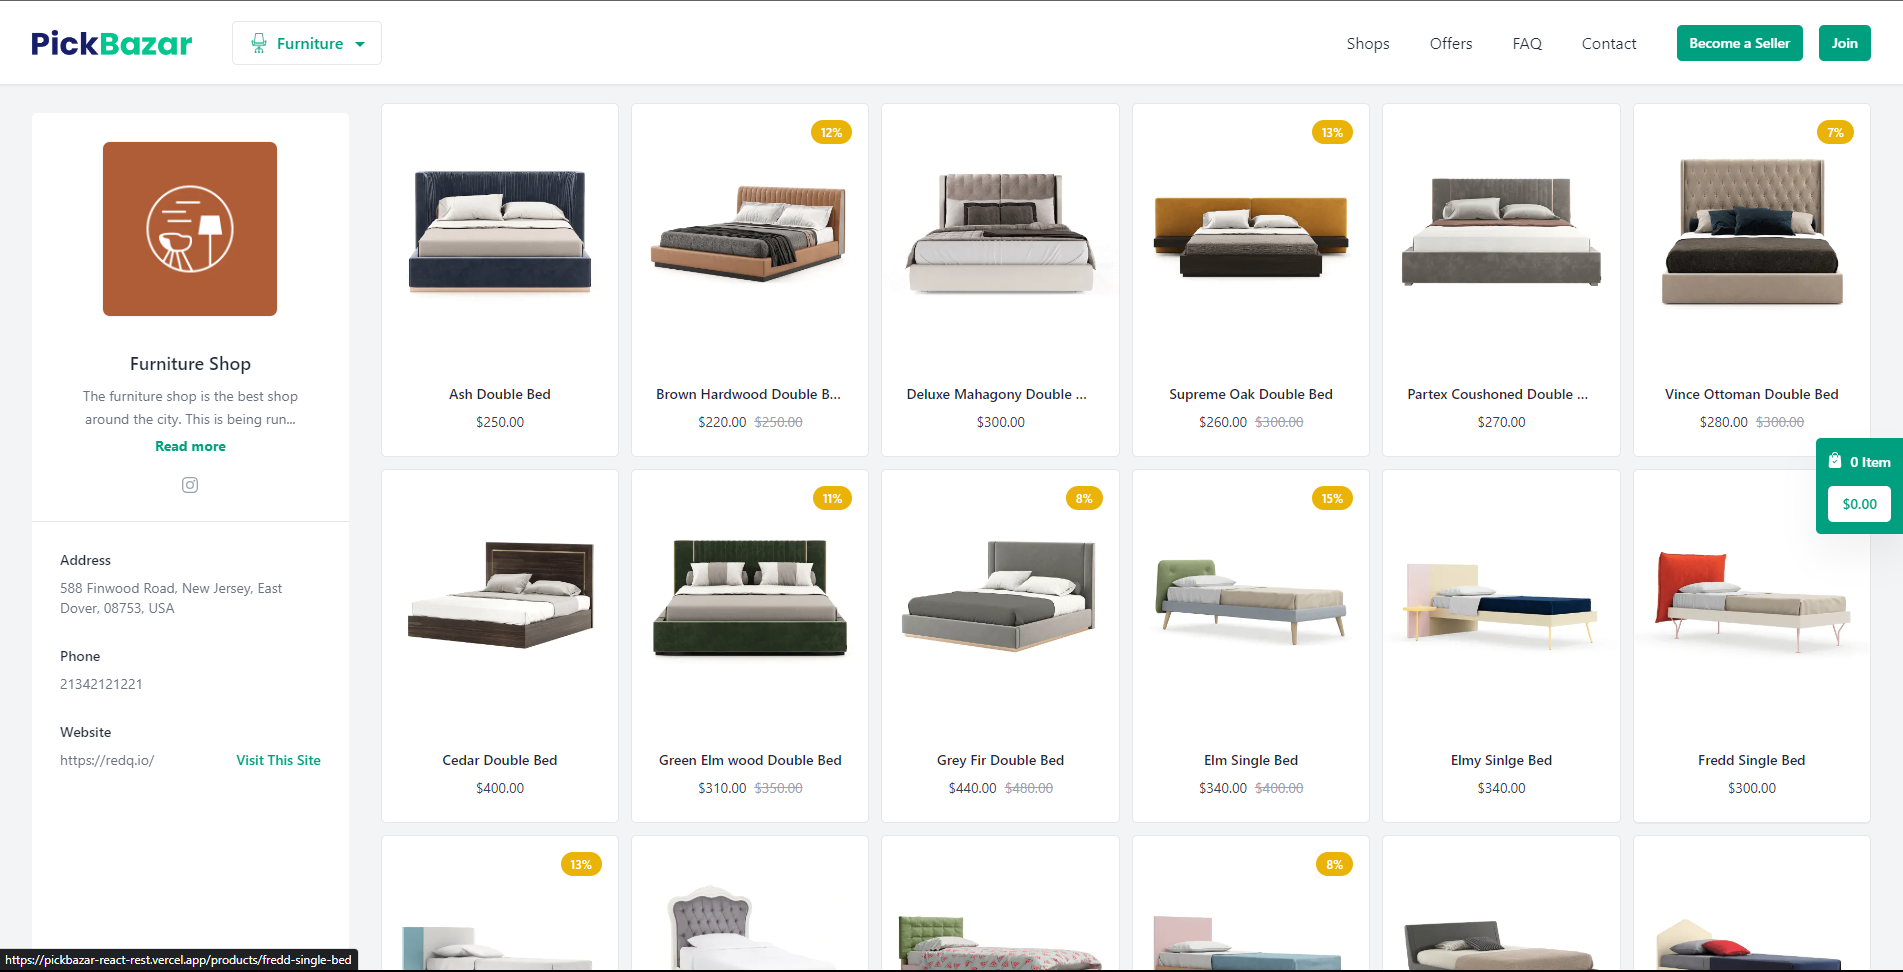 PickBazar
Furniture
Shops
Offers
FAQ
Contact
Become a Seller
Join
Furniture Shop
The furniture shop is the best shop
around the city. This is being run...
Read more
Address
588 Finwood Road, New Jersey, East
Dover, 08753, USA
Phone
21342121221
Website
https://redq.io/
Visit This Site
Ash Double Bed
$250.00
12%
Brown Hardwood Double B...
$220.00 $250.00
Deluxe Mahagony Double ...
$300.00
13%
Supreme Oak Double Bed
$260.00 $300.00
Partex Coushoned Double ...
$270.00
7%
Vince Ottoman Double Bed
$280.00 $300.00
0 Item
$0.00
Cedar Double Bed
$400.00
11%
Green Elm wood Double Bed
$310.00 $350.00
8%
Grey Fir Double Bed
$440.00 $480.00
15%
Elm Single Bed
$340.00 $400.00
Elmy Sinlge Bed
$340.00
Fredd Single Bed
$300.00
13%
8%
https://pickbazar-react-rest.vercel.app/products/fredd-single-bed